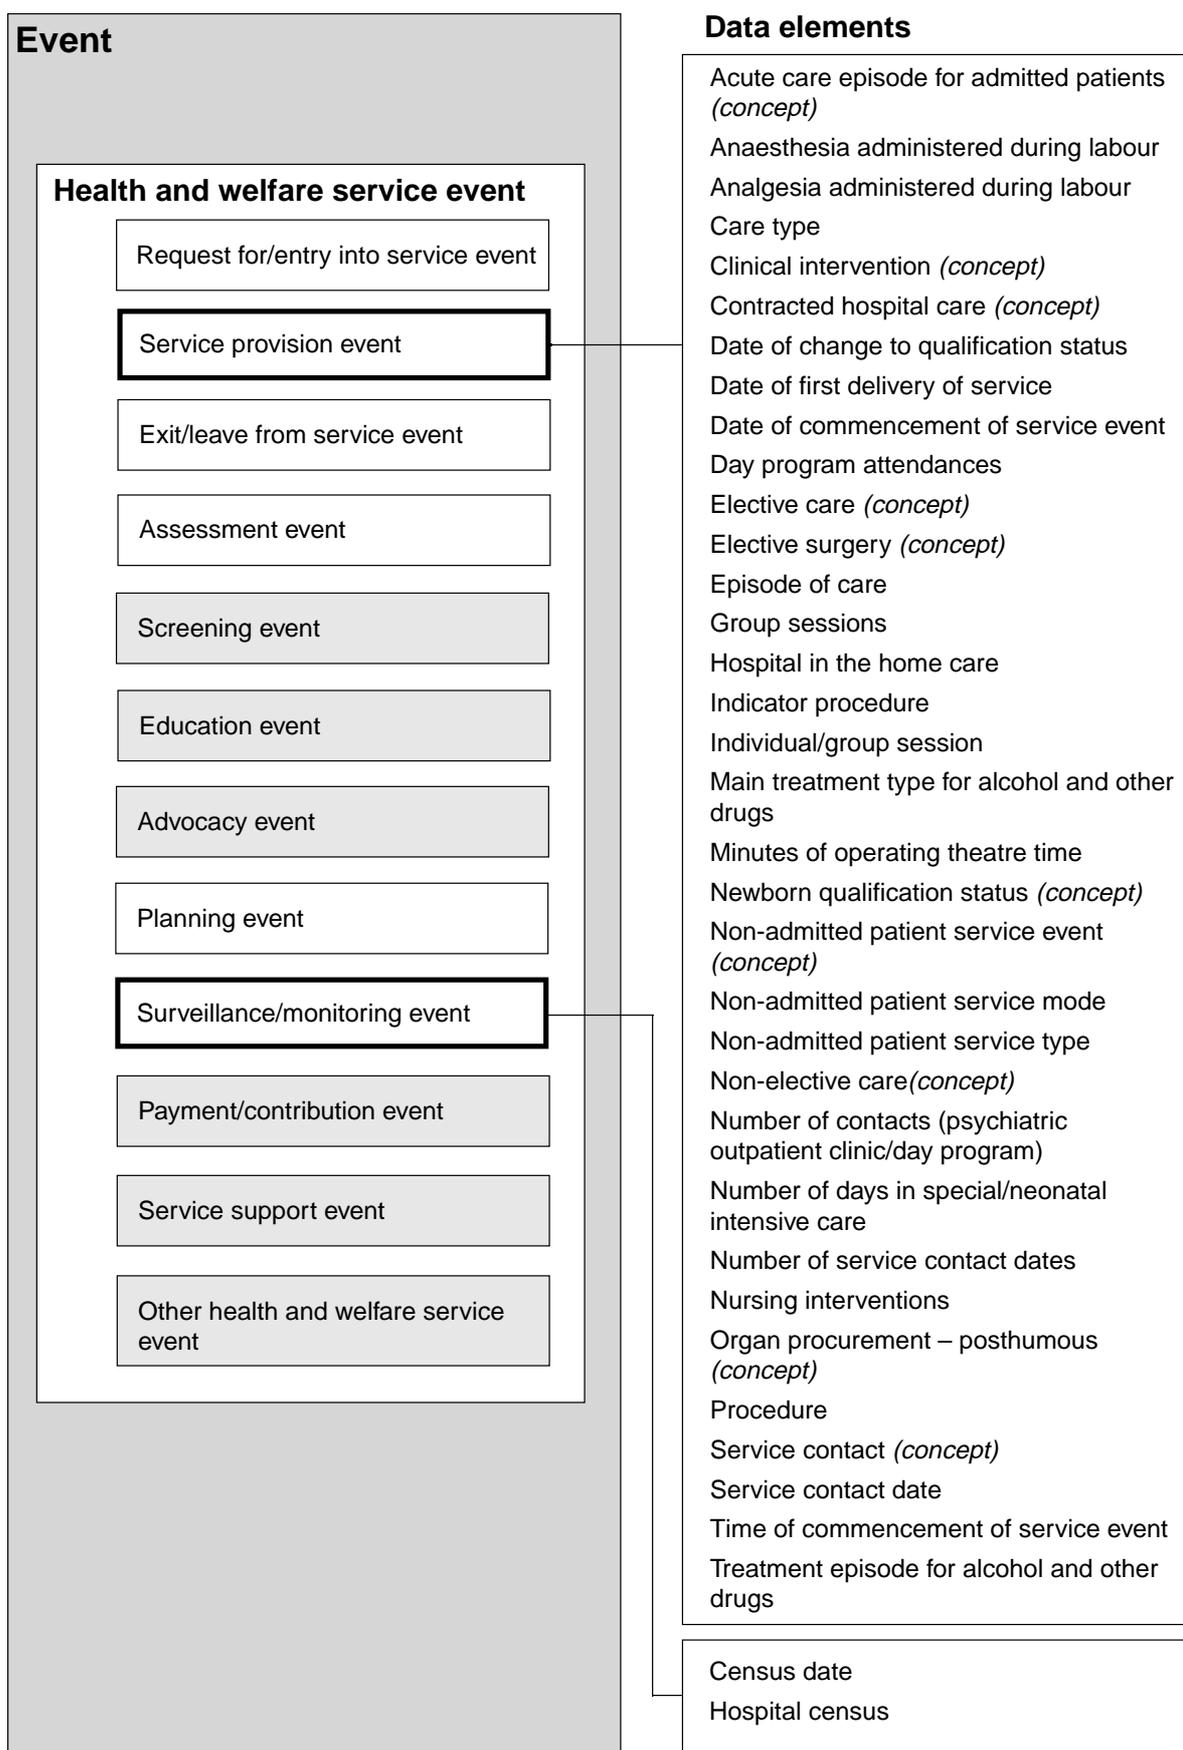 Event
Health and welfare service event
Request for/entry into service event
Service provision event
Exit/leave from service event
Assessment event
Screening event
Education event
Advocacy event
Planning event
Surveillance/monitoring event
Payment/contribution event
Service support event
Other health and welfare service
event
Data elements
Acute care episode for admitted patients
(concept)
Anaesthesia administered during labour
Analgesia administered during labour
Care type
Clinical intervention (concept)
Contracted hospital care (concept)
Date of change to qualification status
Date of first delivery of service
Date of commencement of service event
Day program attendances
Elective care (concept)
Elective surgery (concept)
Episode of care
Group sessions
Hospital in the home care
Indicator procedure
Individual/group session
Main treatment type for alcohol and other
drugs
Minutes of operating theatre time
Newborn qualification status (concept)
Non-admitted patient service event
(concept)
Non-admitted patient service mode
Non-admitted patient service type
Non-elective care(concept)
Number of contacts (psychiatric
outpatient clinic/day program)
Number of days in special/neonatal
intensive care
Number of service contact dates
Nursing interventions
Organ procurement – posthumous
(concept)
Procedure
Service contact (concept)
Service contact date
Time of commencement of service event
Treatment episode for alcohol and other
drugs
Census date
Hospital census